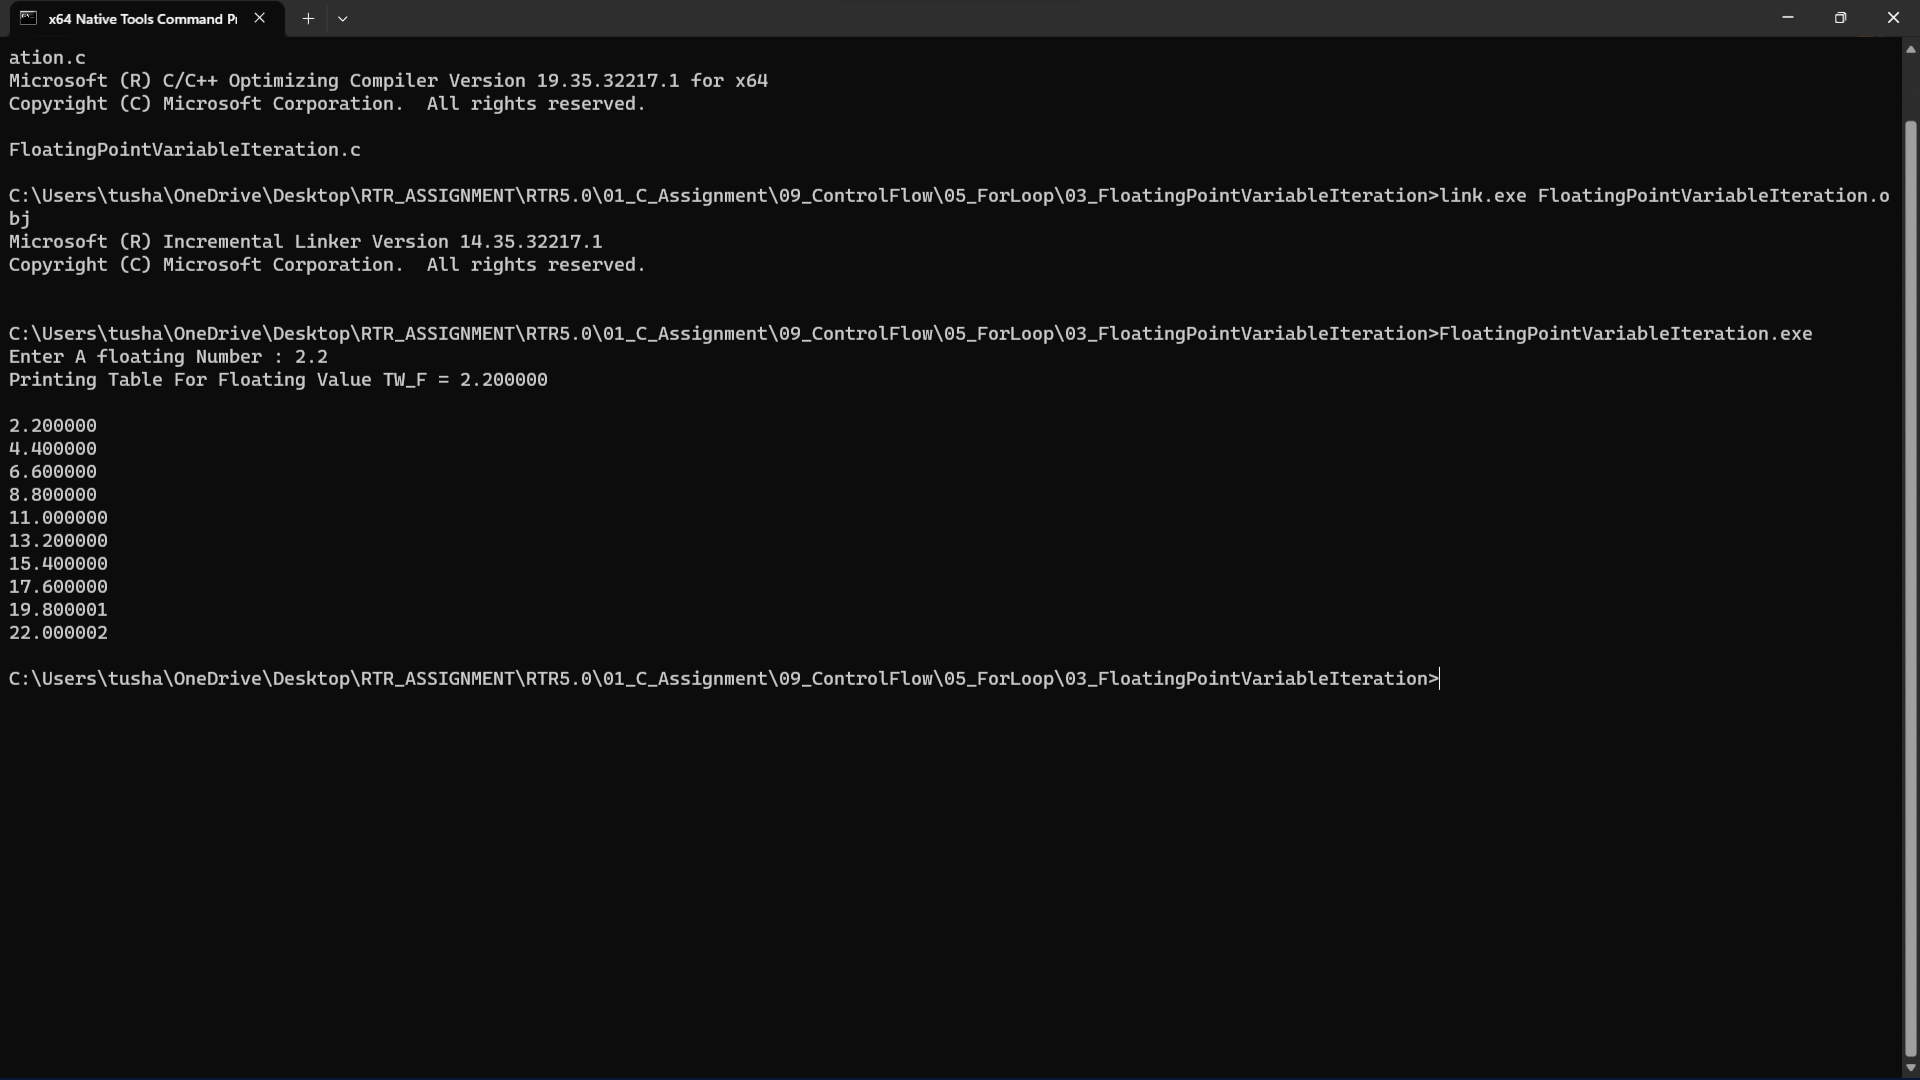 x64 Native Tools Command Pr
ation.c
Microsoft (R) C/C++ Optimizing Compiler Version 19.35.32217.1 for x64
Copyright (C) Microsoft Corporation.  All rights reserved.
FloatingPointVariableIteration.c
C:\Users\tusha\OneDrive\Desktop\RTR_ASSIGNMENT\RTR5.0\01_C_Assignment\09_ControlFlow\05_ForLoop\03_FloatingPointVariableIteration>link.exe FloatingPointVariableIteration.o
bj
Microsoft (R) Incremental Linker Version 14.35.32217.1
Copyright (C) Microsoft Corporation.  All rights reserved.
C:\Users\tusha\OneDrive\Desktop\RTR_ASSIGNMENT\RTR5.0\01_C_Assignment\09_ControlFlow\05_ForLoop\03_FloatingPointVariableIteration>FloatingPointVariableIteration.exe
Enter A floating Number : 2.2
Printing Table For Floating Value TW_F = 2.200000
2.200000
4.400000
6.600000
8.800000
11.000000
13.200000
15.400000
17.600000
19.800001
22.000002
C:\Users\tusha\OneDrive\Desktop\RTR_ASSIGNMENT\RTR5.0\01_C_Assignment\09_ControlFlow\05_ForLoop\03_FloatingPointVariableIteration>